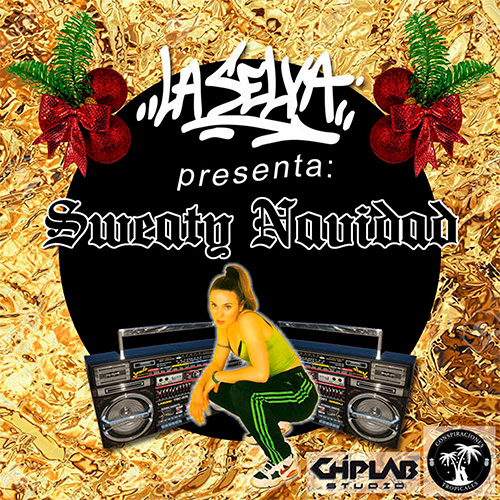 LA SELVA
presenta:
Sweaty Navidad
CHPLAB
STUDIO
CONSPIRACIONES
TROPICALES